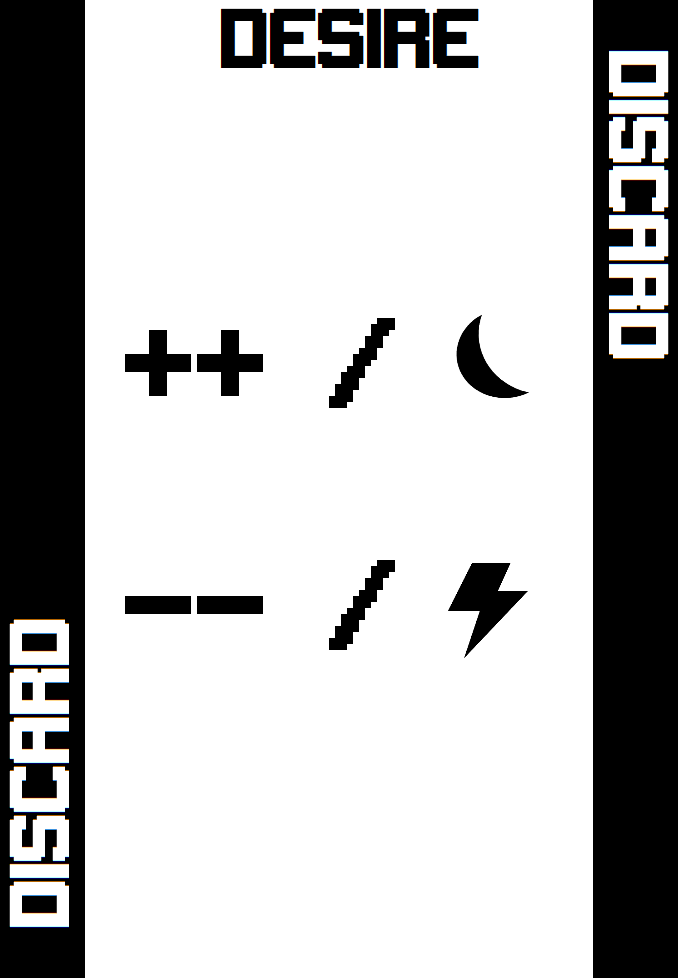 DESIRE
DISCARD
++ /
-- /
DISCARD